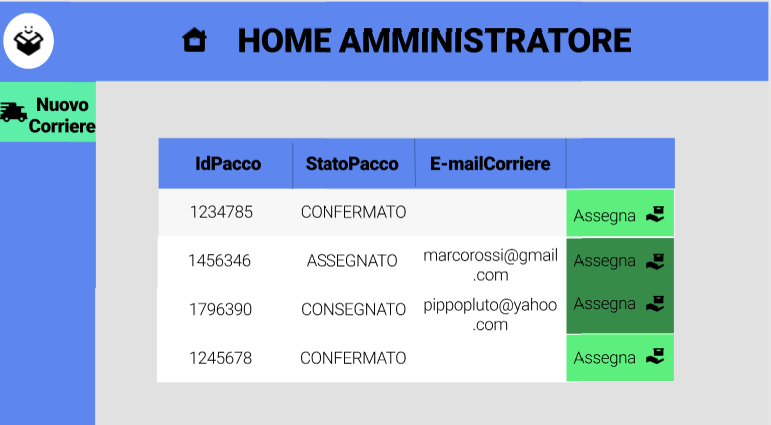 HOME AMMINISTRATORE
Nuovo
Corriere
IdPacco StatoPacco E-mailCorriere
1234785 CONFERMATO Assegna
1456346 ASSEGNATO marcorossi@gmail
.com Assegna
1796390 CONSEGNATO pippopluto@yahoo
.com Assegna
1245678 CONFERMATO Assegna